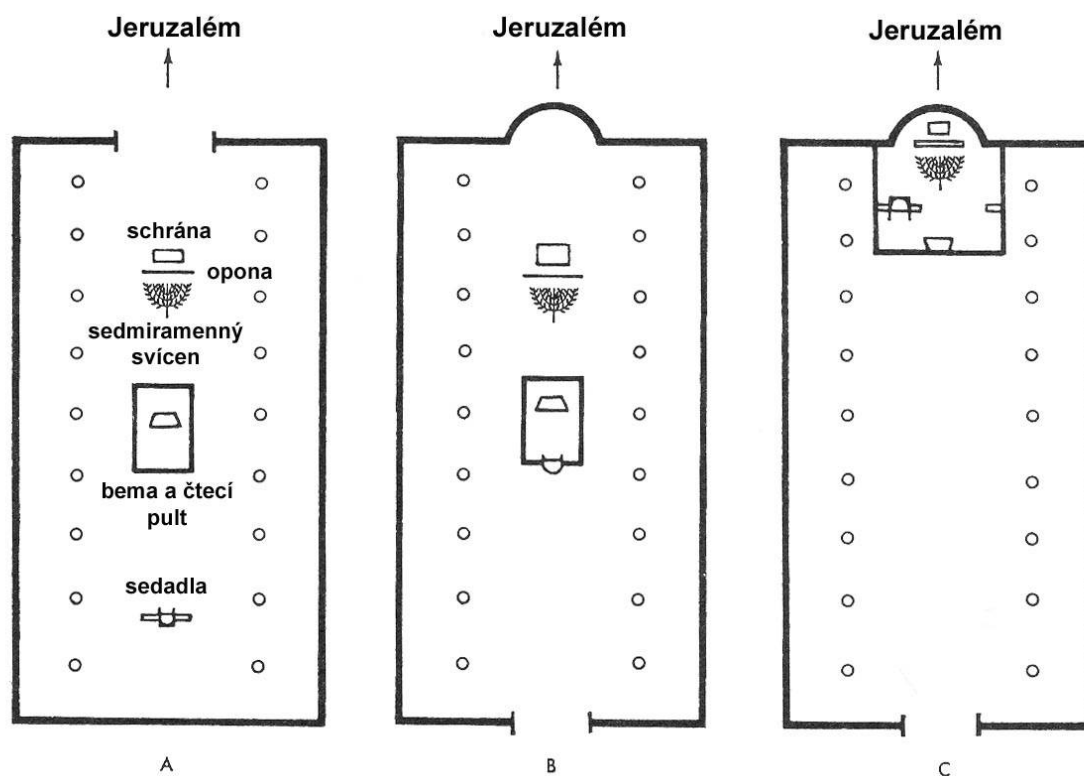 Jeruzalém
Jeruzalém
Jeruzalém
schrána
opona
sedmiramenný
svícen
bema a čtecí
pult
sedadla
A
B
C